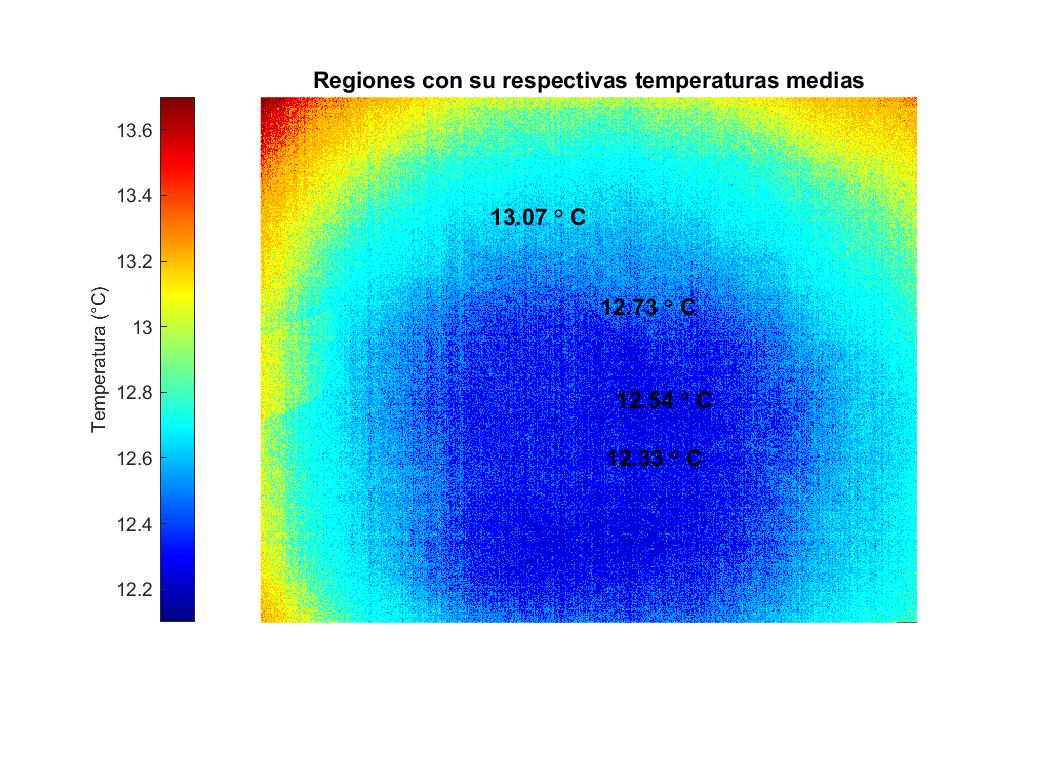 Regiones con su respectivas temperaturas medias
13.6
13.4
13.2
13
12.8
12.6
12.4
12.2
Temperatura (°C)
13.07 ° C
12.73 ° C
12.54 ° C
12.33 ° C